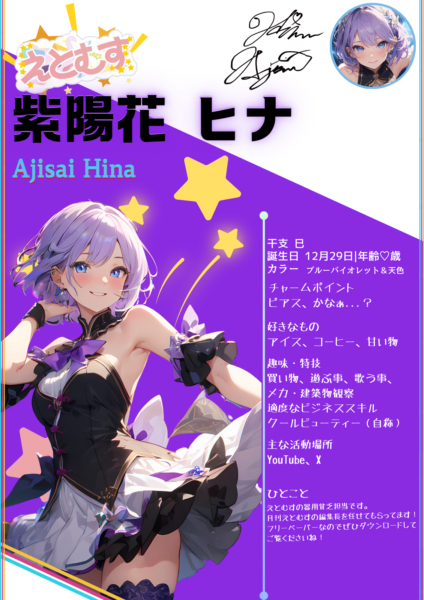 えとむす
紫陽花 ヒナ
Ajisai Hina
干支 巳
誕生日 12月29日|年齢♡歳
カラー ブルーバイオレット&天色
チャームポイント
ピアス、かなぁ...?
好きなもの
アイス、コーヒー、甘い物
趣味・特技
買い物、遊ぶ事、歌う事、
メカ・建築物観察
適度なビジネススキル
クールビューティー(自称)
主な活動場所
YouTube、X
ひとこと
えとむすの器用貧乏担当です。
月刊えとむすの編集長を任せてもらってます!
フリーペーパーなのでぜひダウンロードして
ご覧くださいね!